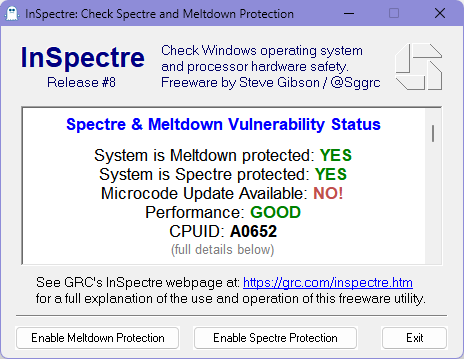 InSpectre: Check Spectre and Meltdown Protection
InSpectre
Release #8
Check Windows operating system
and processor hardware safety.
Freeware by Steve Gibson / @Sggrc
Spectre & Meltdown Vulnerability Status
System is Meltdown protected: YES
System is Spectre protected: YES
Microcode Update Available: NO!
Performance: GOOD
CPUID: A0652
(full details below)
See GRC's InSpectre webpage at: https://grc.com/inspectre.htm
for a full explanation of the use and operation of this freeware utility.
Enable Meltdown Protection
Enable Spectre Protection
Exit